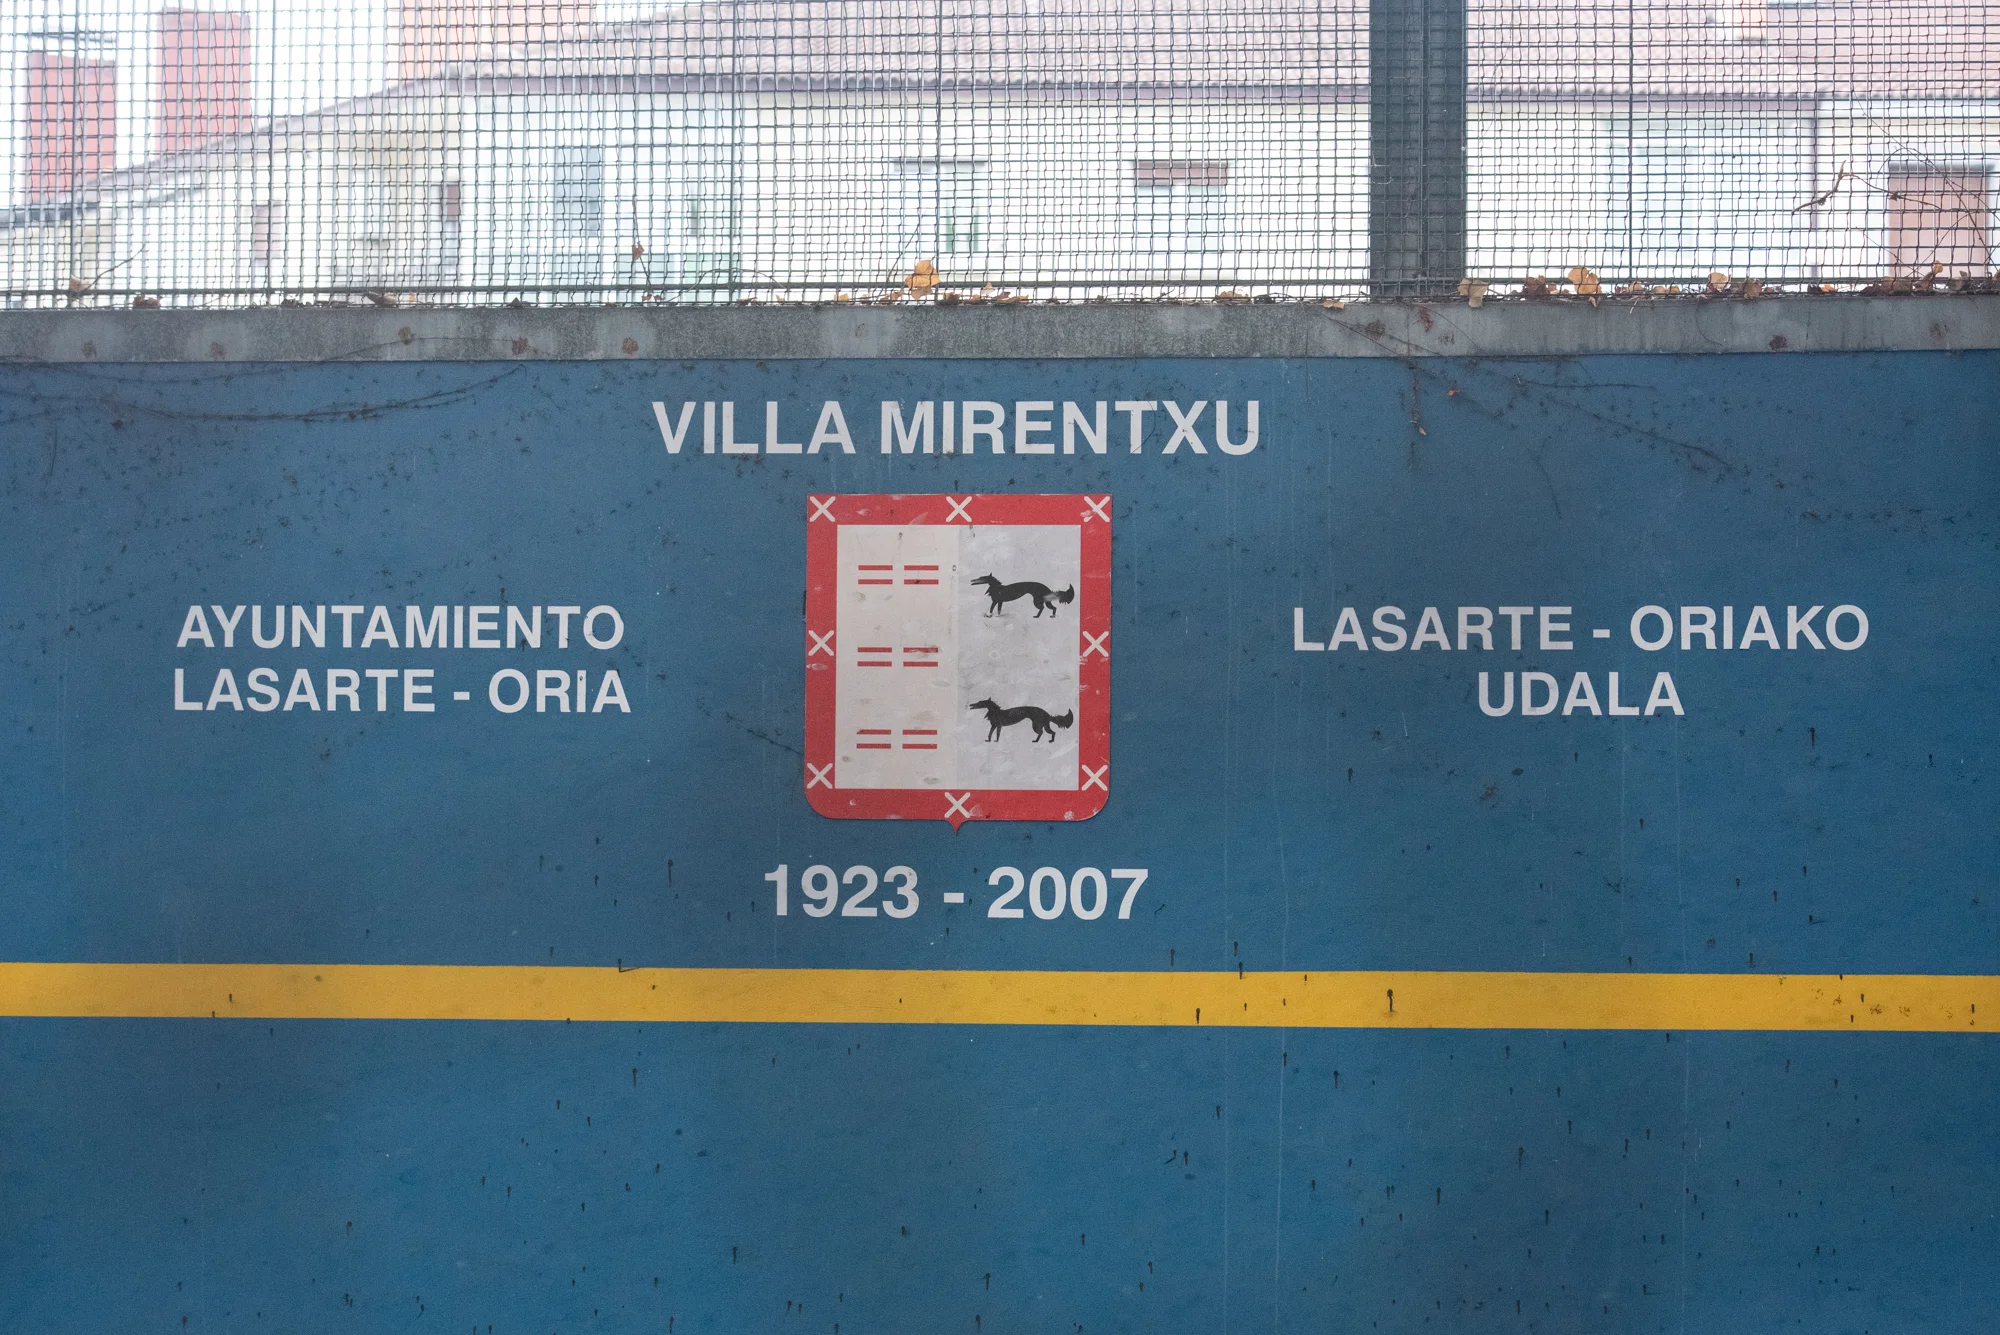 VILLA MIRENTXU
AYUNTAMIENTO
LASARTE - ORIA
LASARTE - ORIAKO
UDALA
1923 - 2007